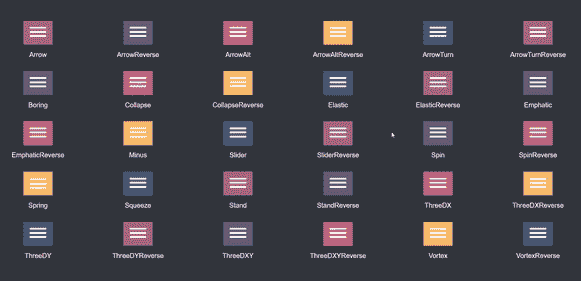 Arrow ArrowReverse ArrowAlt ArrowAltReverse ArrowTurn ArrowTurnReverse
Boring Collapse CollapseReverse Elastic ElasticReverse Emphatic
EmphaticReverse Minus Slider SliderReverse Spin SpinReverse
Spring Squeeze Stand StandReverse ThreeDX ThreeDXReverse
ThreeDY ThreeDYReverse ThreeDXY ThreeDXYReverse Vortex VortexReverse